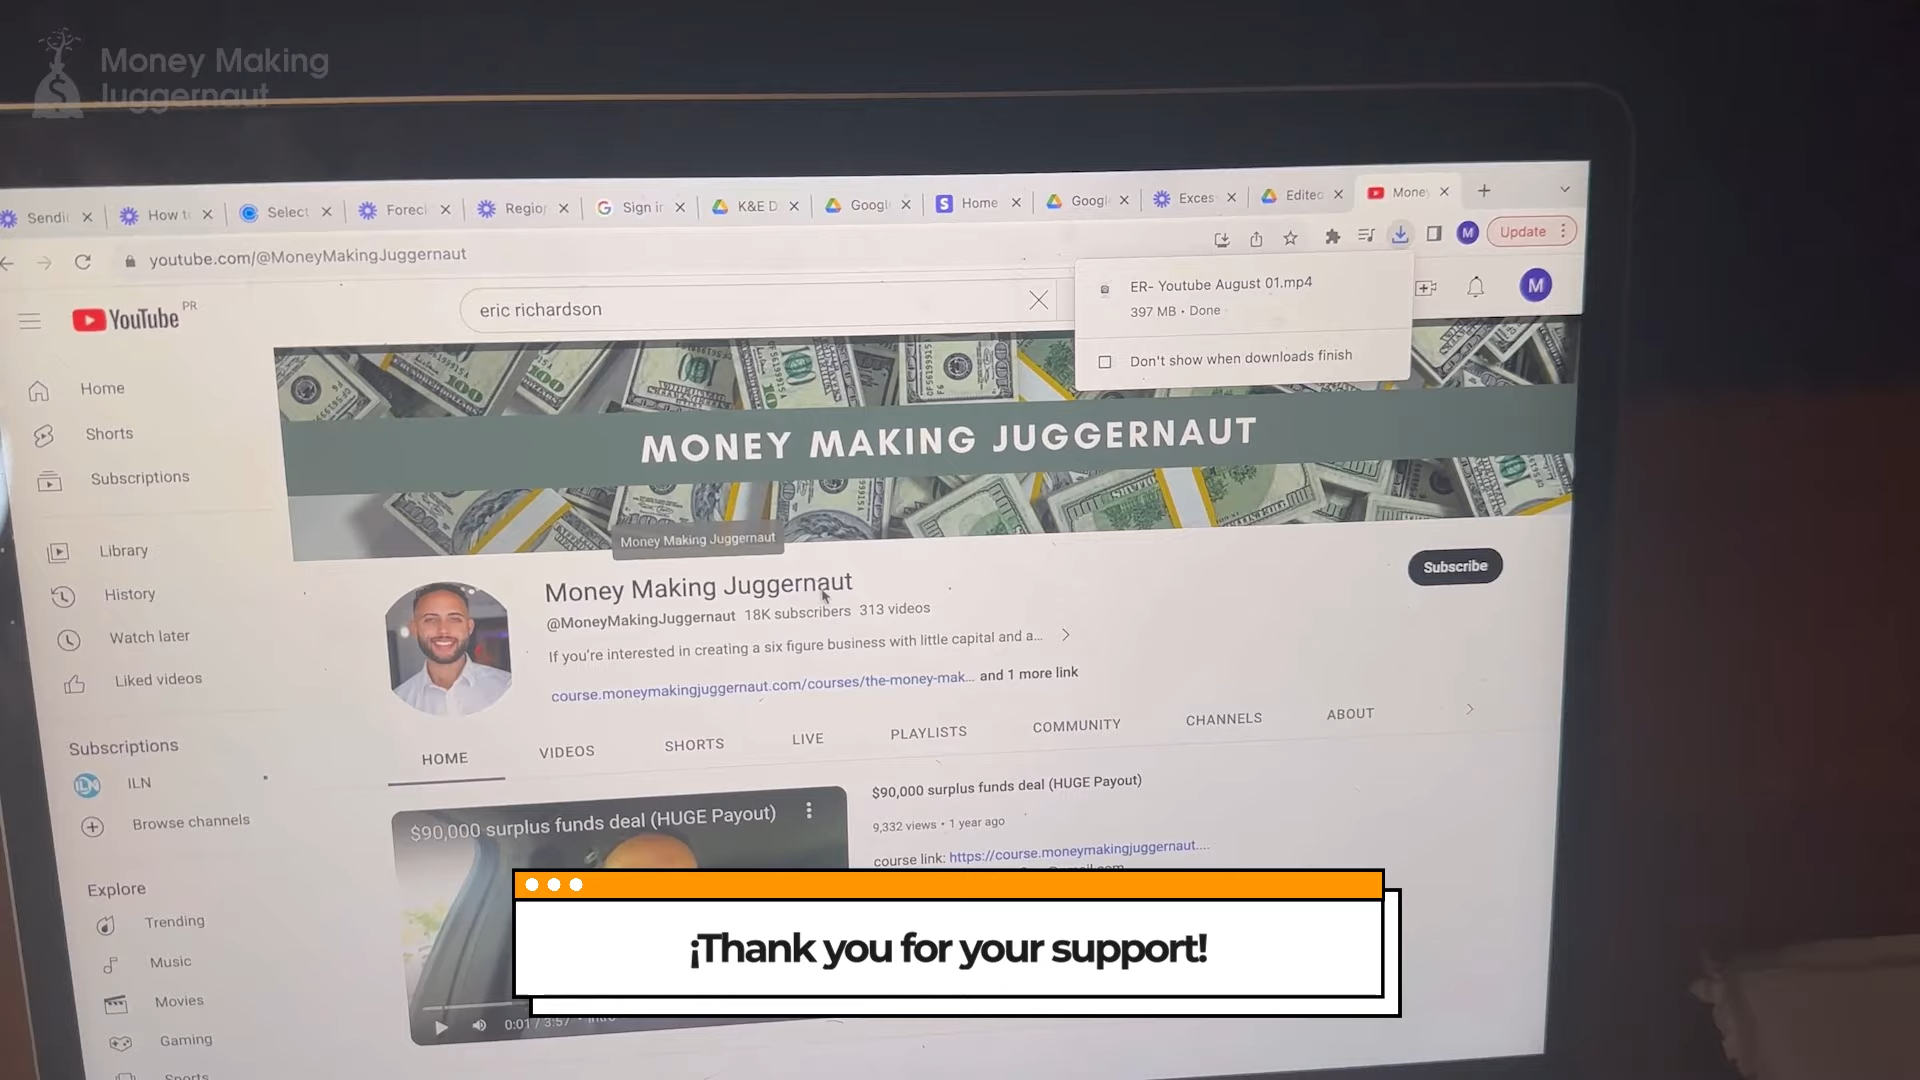 Money Making
Juggernaut
Sendi
How t
Select
Forecl
Regio
Sign in
K&E D
Googl
Home
Googl
Exces
Edited
Money
youtube.com/@MoneyMakingJuggernaut
M
Update
YouTube
PR
eric richardson
ER- Youtube August 01.mp4
397 MB • Done
Don't show when downloads finish
M
Home
Shorts
Subscriptions
Library
History
Watch later
Liked videos
Subscriptions
ILN
Browse channels
Explore
Trending
Music
Movies
Gaming
Sports
MONEY MAKING JUGGERNAUT
Money Making Juggernaut
Money Making Juggernaut
@MoneyMakingJuggernaut 18K subscribers 313 videos
If you're interested in creating a six figure business with little capital and a...
course.moneymakingjuggernaut.com/courses/the-money-mak... and 1 more link
Subscribe
HOME
VIDEOS
SHORTS
LIVE
PLAYLISTS
COMMUNITY
CHANNELS
ABOUT
$90,000 surplus funds deal (HUGE Payout)
$90,000 surplus funds deal (HUGE Payout)
9,332 views • 1 year ago
course link: https://course.moneymakingjuggernaut....
0:01 / 3:57 • Intro
¡Thank you for your support!